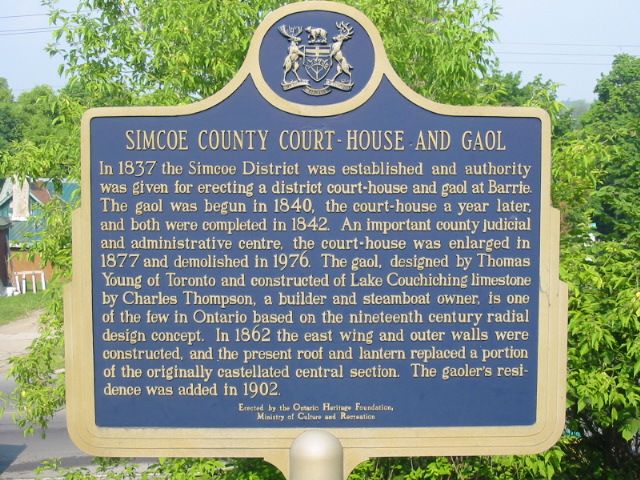 SIMCOE COUNTY COURT-HOUSE AND GAOL
In 1837 the Simcoe District was established and authority
was given for erecting a district court-house and gaol at Barrie.
The gaol was begun in 1840, the court-house a year later,
and both were completed in 1842. An important county judicial
and administrative centre, the court-house was enlarged in
1877 and demolished in 1976. The gaol, designed by Thomas
Young of Toronto and constructed of Lake Couchiching limestone
by Charles Thompson, a builder and steamboat owner, is one
of the few in Ontario based on the nineteenth century radial
design concept. In 1862 the east wing and outer walls were
constructed, and the present roof and lantern replaced a portion
of the originally castellated central section. The gaoler's resi-
dence was added in 1902.
Erected by the Ontario Heritage Foundation,
Ministry of Culture and Recreation